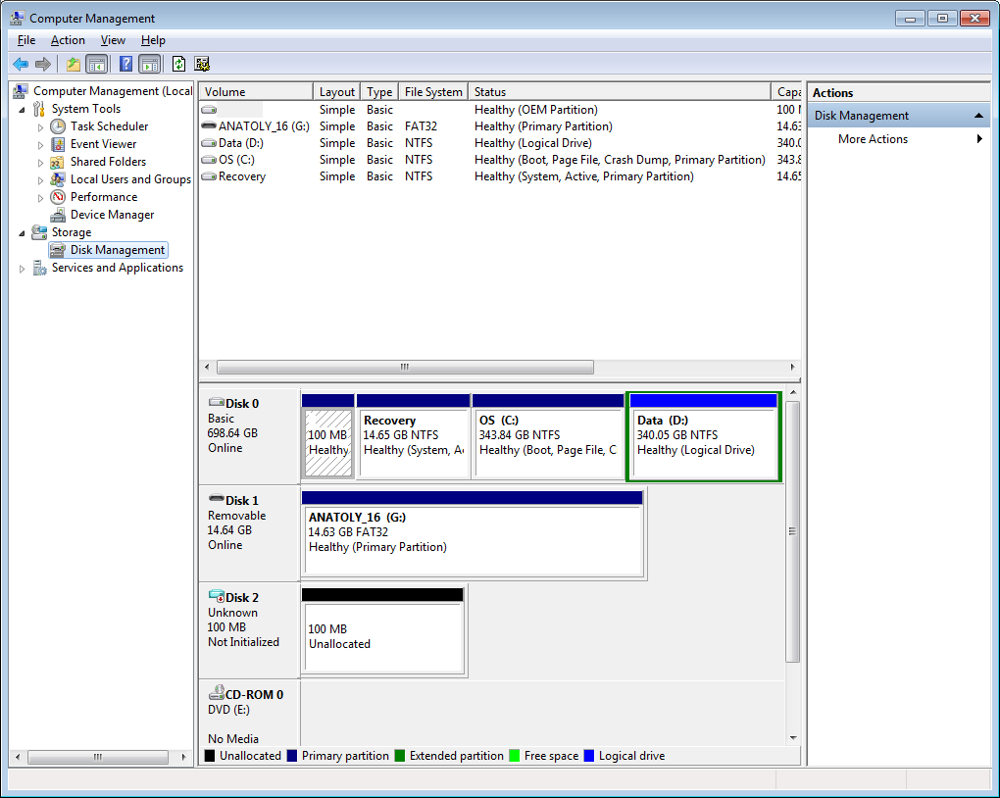 Computer Management
File Action View Help
Computer Management (Local
System Tools
Task Scheduler
Event Viewer
Shared Folders
Local Users and Groups
Performance
Device Manager
Storage
Disk Management
Services and Applications
Volume Layout Type File System Status Capa
Simple Basic Healthy (OEM Partition) 100 M
ANATOLY_16 (G:) Simple Basic FAT32 Healthy (Primary Partition) 14.63
Data (D:) Simple Basic NTFS Healthy (Logical Drive) 340.0
OS (C:) Simple Basic NTFS Healthy (Boot, Page File, Crash Dump, Primary Partition) 343.8
Recovery Simple Basic NTFS Healthy (System, Active, Primary Partition) 14.65
Actions
Disk Management
More Actions
Disk 0
Basic
698.64 GB
Online
100 MB
Healthy
Recovery
14.65 GB NTFS
Healthy (System, Ac
OS (C:)
343.84 GB NTFS
Healthy (Boot, Page File, C
Data (D:)
340.05 GB NTFS
Healthy (Logical Drive)
Disk 1
Removable
14.64 GB
Online
ANATOLY_16 (G:)
14.63 GB FAT32
Healthy (Primary Partition)
Disk 2
Unknown
100 MB
Not Initialized
100 MB
Unallocated
CD-ROM 0
DVD (E:)
No Media
Unallocated Primary partition Extended partition Free space Logical drive